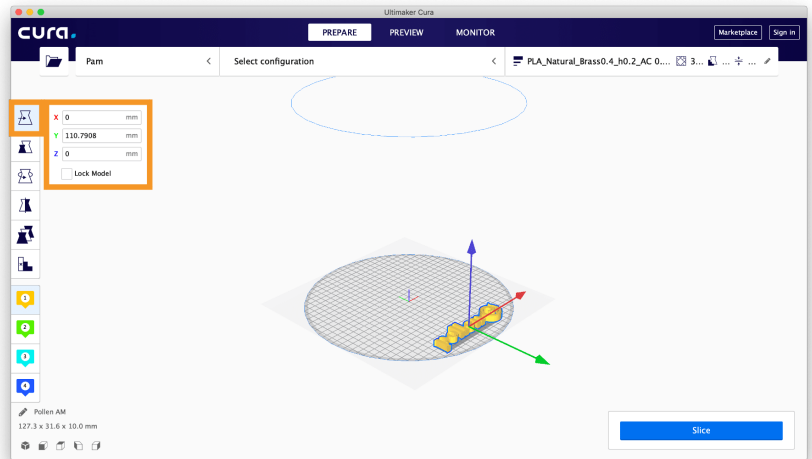 Ultimaker Cura
cura.
PREPARE PREVIEW MONITOR
Marketplace Sign in
Pam
Select configuration
PLA_Natural_Brass0.4_h0.2_AC 0.... 3... ... ...
X 0 mm
Y 110.7908 mm
Z 0 mm
Lock Model
1
2
3
4
Pollen AM
127.3 x 31.6 x 10.0 mm
Slice